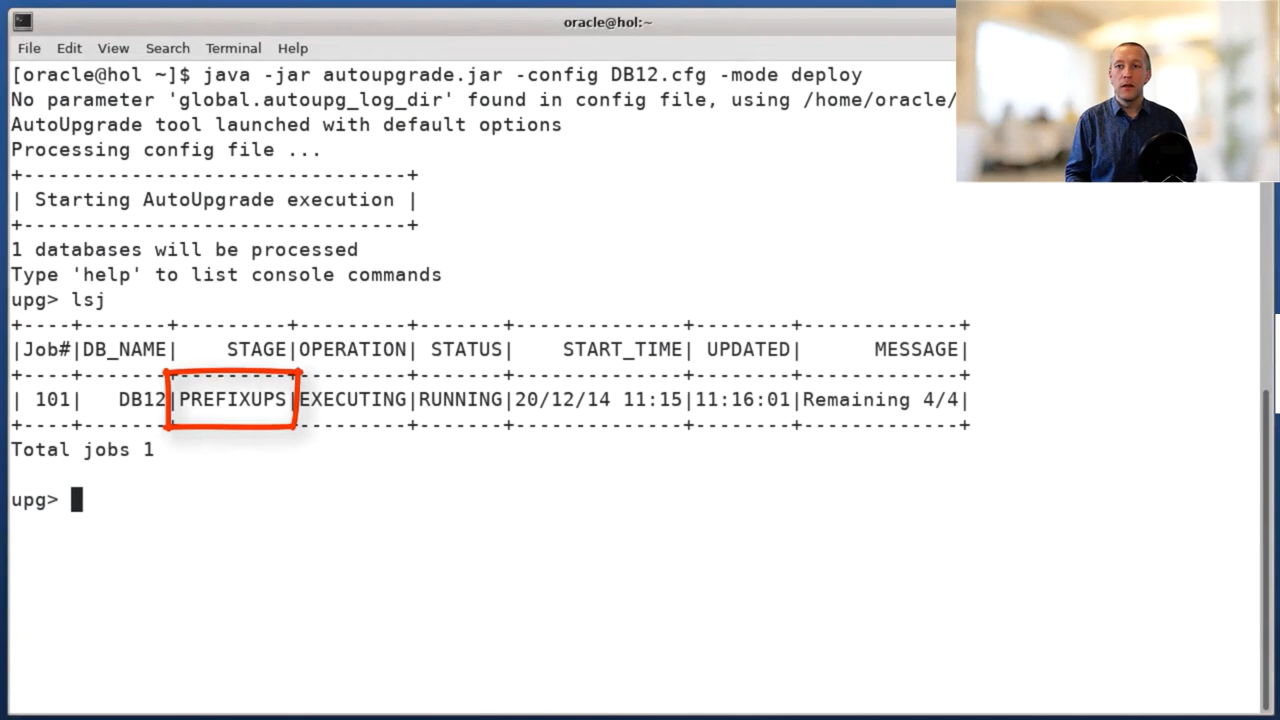 oracle@hol:~
File Edit View Search Terminal Help
[oracle@hol ~]$ java -jar autoupgrade.jar -config DB12.cfg -mode deploy
No parameter 'global.autoupg_log_dir' found in config file, using /home/oracle/
AutoUpgrade tool launched with default options
Processing config file ...
+--------------------------------+
| Starting AutoUpgrade execution |
+--------------------------------+
1 databases will be processed
Type 'help' to list console commands
upg> lsj
+----+-------+---------+---------+-------+--------------+--------+-------------+
|Job#|DB_NAME|    STAGE|OPERATION| STATUS|    START_TIME| UPDATED|      MESSAGE|
+----+-------+---------+---------+-------+--------------+--------+-------------+
| 101|   DB12|PREFIXUPS|EXECUTING|RUNNING|20/12/14 11:15|11:16:01|Remaining 4/4|
+----+-------+---------+---------+-------+--------------+--------+-------------+
Total jobs 1
upg>